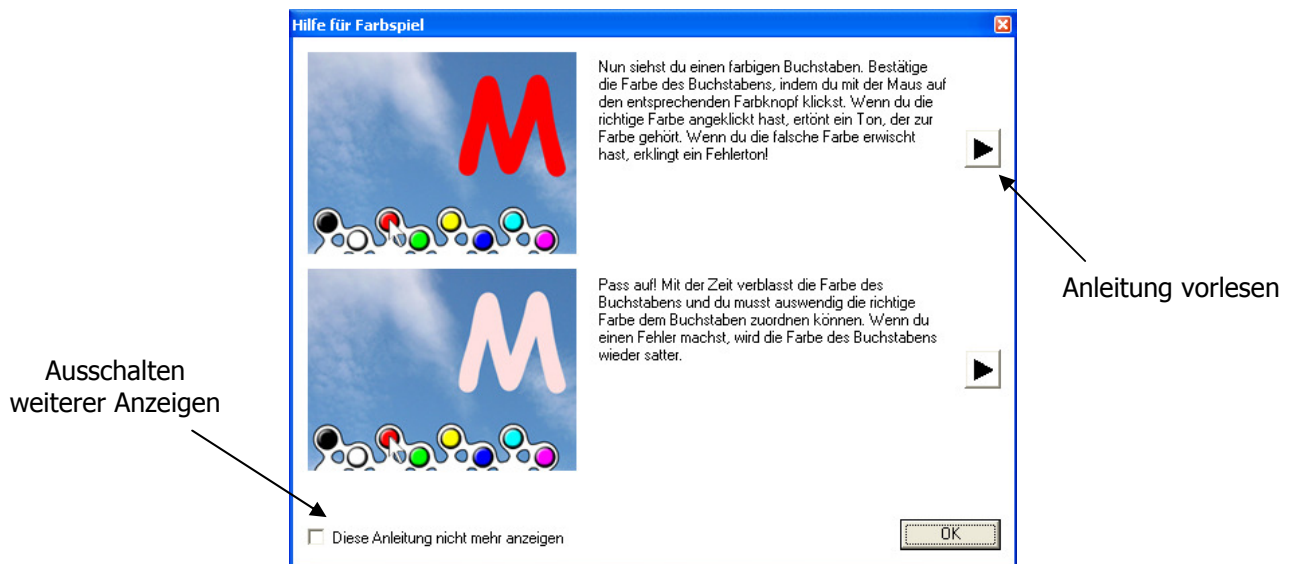 Hilfe für Farbspiel
M
Nun siehst du einen farbigen Buchstaben. Bestätige
die Farbe des Buchstabens, indem du mit der Maus auf
den entsprechenden Farbknopf klickst. Wenn du die
richtige Farbe angeklickt hast, ertönt ein Ton, der zur
Farbe gehört. Wenn du die falsche Farbe erwischt
hast, erklingt ein Fehlerton!
Anleitung vorlesen
M
Pass auf! Mit der Zeit verblasst die Farbe des
Buchstabens und du musst auswendig die richtige
Farbe dem Buchstaben zuordnen können. Wenn du
einen Fehler machst, wird die Farbe des Buchstabens
wieder satter.
Ausschalten
weiterer Anzeigen
Diese Anleitung nicht mehr anzeigen
OK